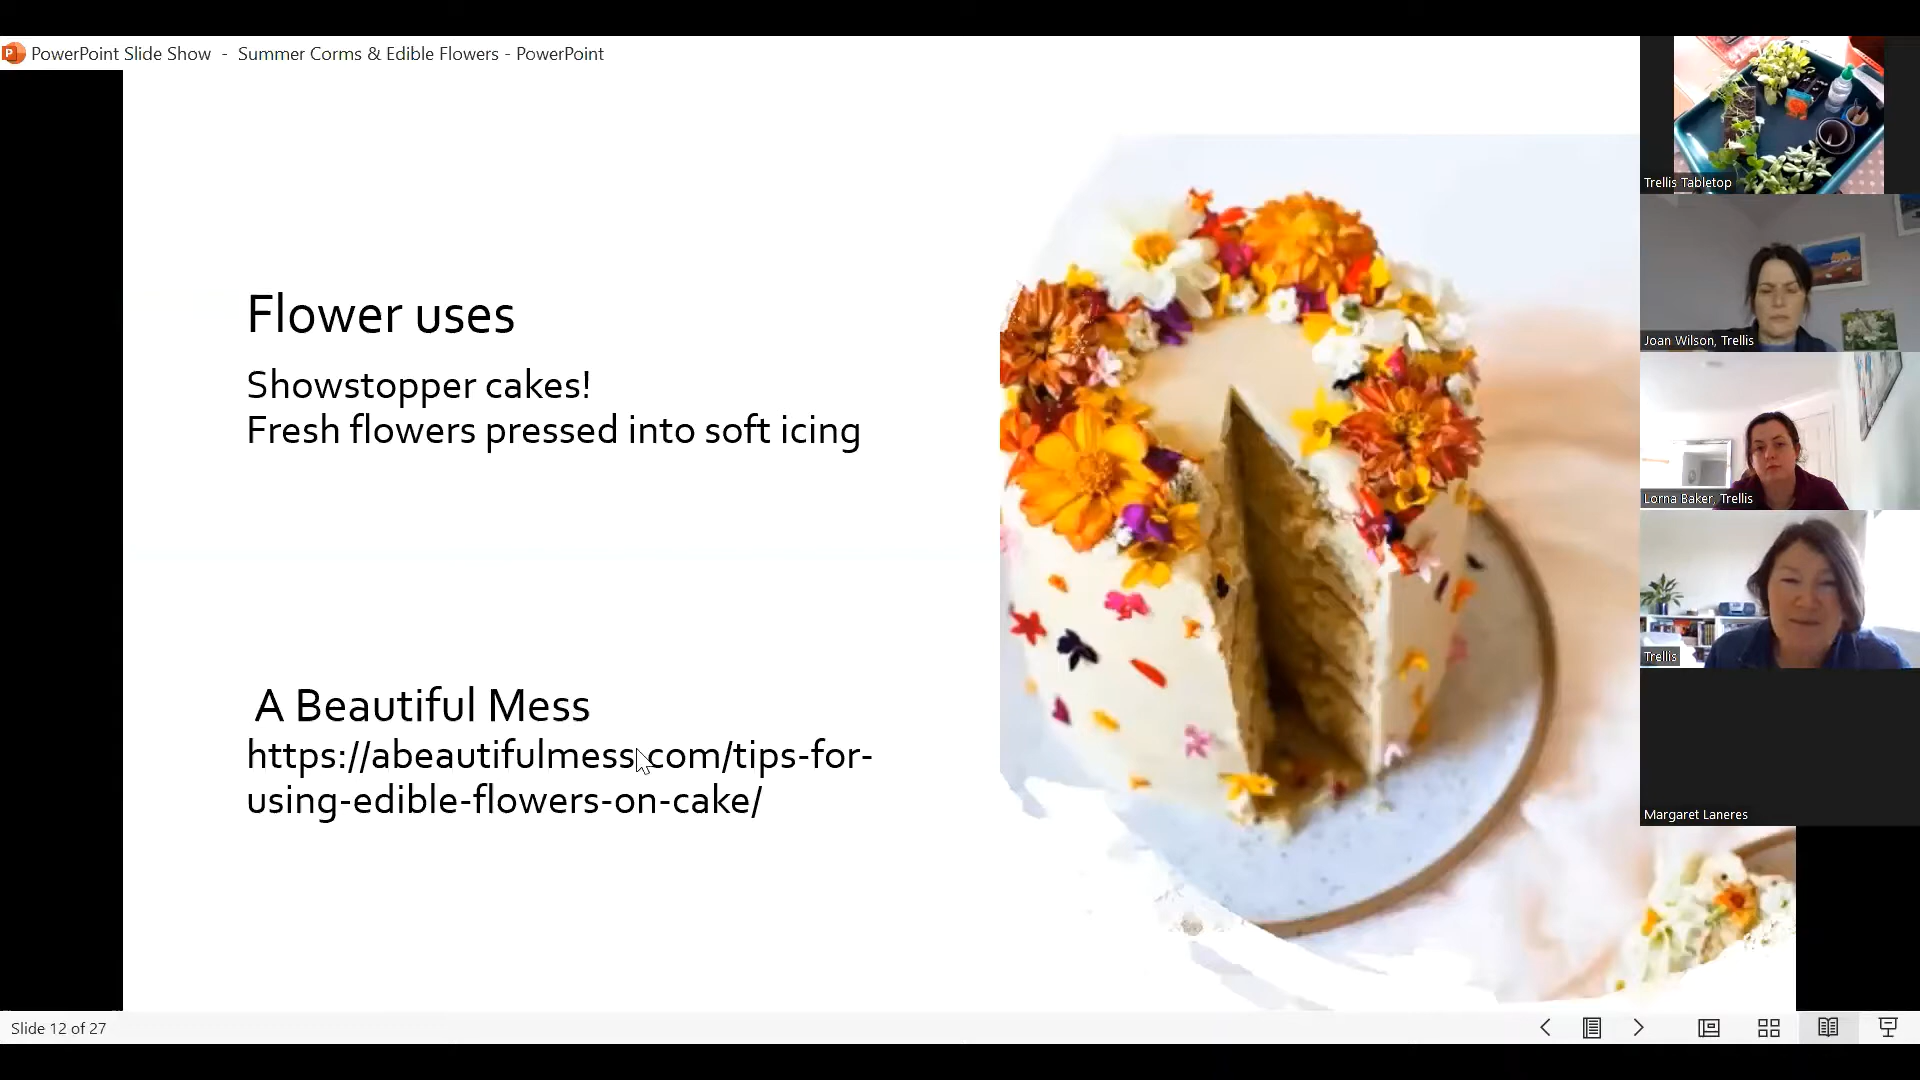 PowerPoint Slide Show - Summer Corms & Edible Flowers - PowerPoint
Flower uses
Showstopper cakes!
Fresh flowers pressed into soft icing
A Beautiful Mess
https://abeautifulmess.com/tips-for-
using-edible-flowers-on-cake/
Trellis Tabletop
Joan Wilson, Trellis
Lorna Baker, Trellis
Trellis
Margaret Laneres
Slide 12 of 27